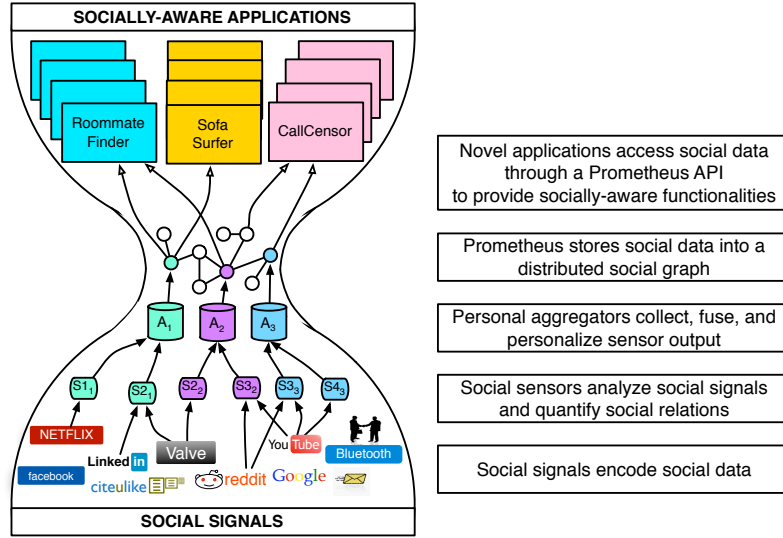 SOCIALLY-AWARE APPLICATIONS
Roommate
Finder
Sofa
Surfer
CallCensor
Novel applications access social data
through a Prometheus API
to provide socially-aware functionalities
Prometheus stores social data into a
distributed social graph
A1
A2
A3
Personal aggregators collect, fuse, and
personalize sensor output
S11
S21
S22
S32
S33
S43
Social sensors analyze social signals
and quantify social relations
NETFLIX
Linked in
Valve
You Tube
Bluetooth
facebook
citeulike
reddit
Google
Social signals encode social data
SOCIAL SIGNALS